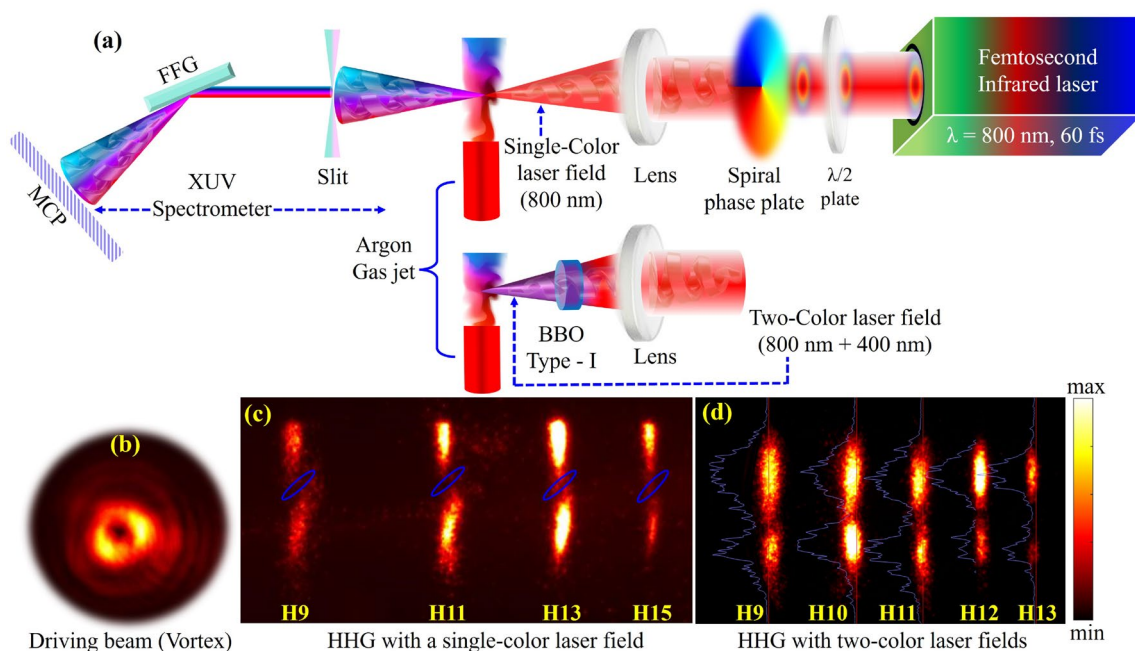 (a)
FFG
MCP
XUV
Spectrometer
Slit
Single-Color
laser field
(800 nm)
Lens
Spiral
phase plate
λ/2
plate
Femtosecond
Infrared laser
λ = 800 nm, 60 fs
Argon
Gas jet
BBO
Type - I
Lens
Two-Color laser field
(800 nm + 400 nm)
(b)
Driving beam (Vortex)
(c)
H9 H11 H13 H15
HHG with a single-color laser field
(d)
H9 H10 H11 H12 H13
HHG with two-color laser fields
max
min